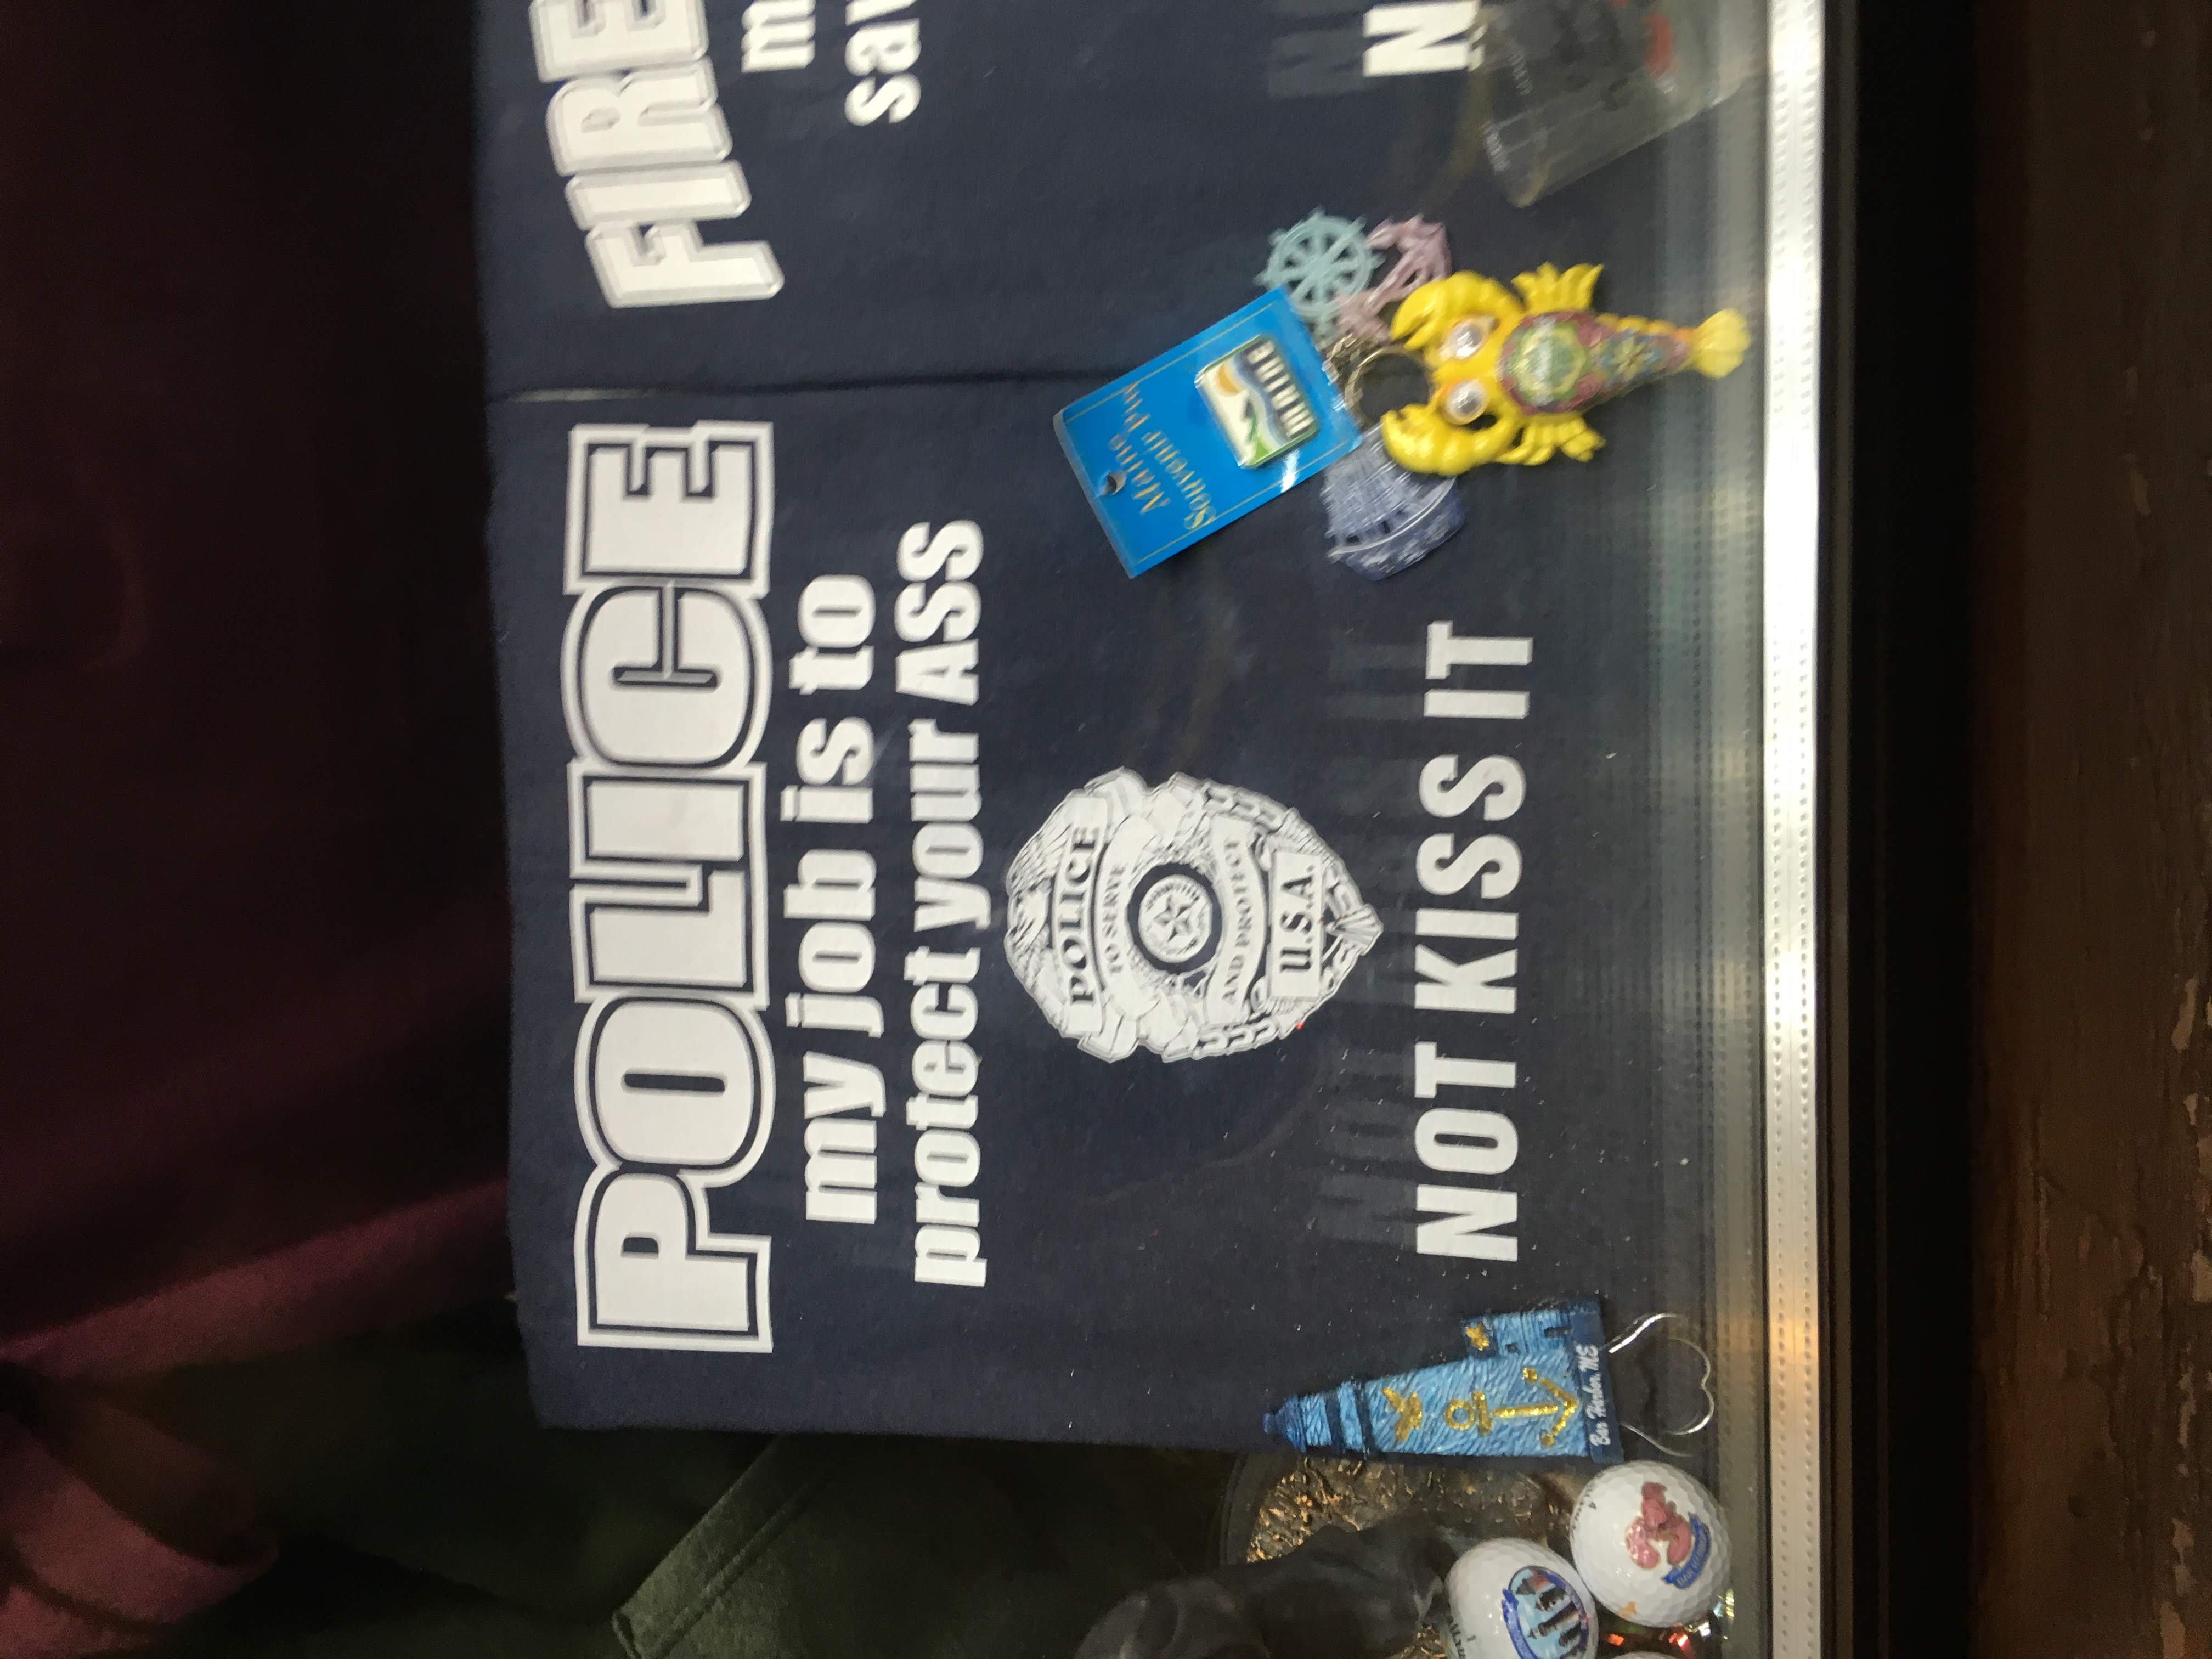 POLICE
my job is to
protect your ASS
POLICE
TO SERVE
AND PROTECT
U.S.A.
NOT KISS IT
FIRE
m
sav
N
Maine
MAINE
Bar Harbor, ME